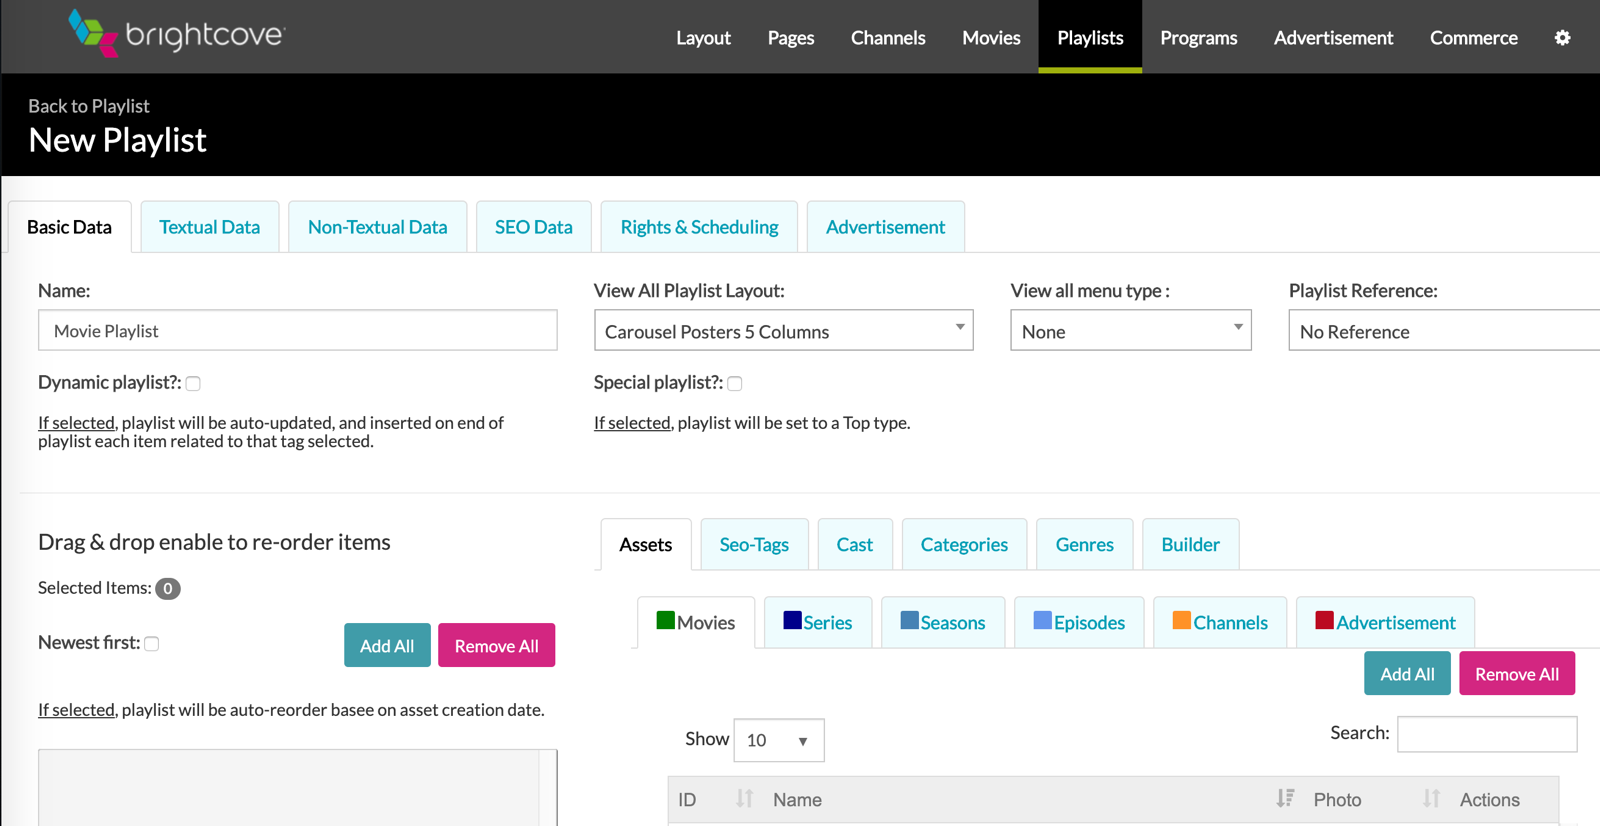 brightcove
Layout Pages Channels Movies Playlists Programs Advertisement Commerce
Back to Playlist
New Playlist
Basic Data Textual Data Non-Textual Data SEO Data Rights & Scheduling Advertisement
Name: View All Playlist Layout: View all menu type : Playlist Reference:
Movie Playlist Carousel Posters 5 Columns None No Reference
Dynamic playlist?: Special playlist?:
If selected, playlist will be auto-updated, and inserted on end of If selected, playlist will be set to a Top type.
playlist each item related to that tag selected.
Drag & drop enable to re-order items
Assets Seo-Tags Cast Categories Genres Builder
Selected Items: 0
Movies Series Seasons Episodes Channels Advertisement
Newest first: Add All Remove All
Add All Remove All
If selected, playlist will be auto-reorder basee on asset creation date.
Show 10 Search:
ID Name Photo Actions